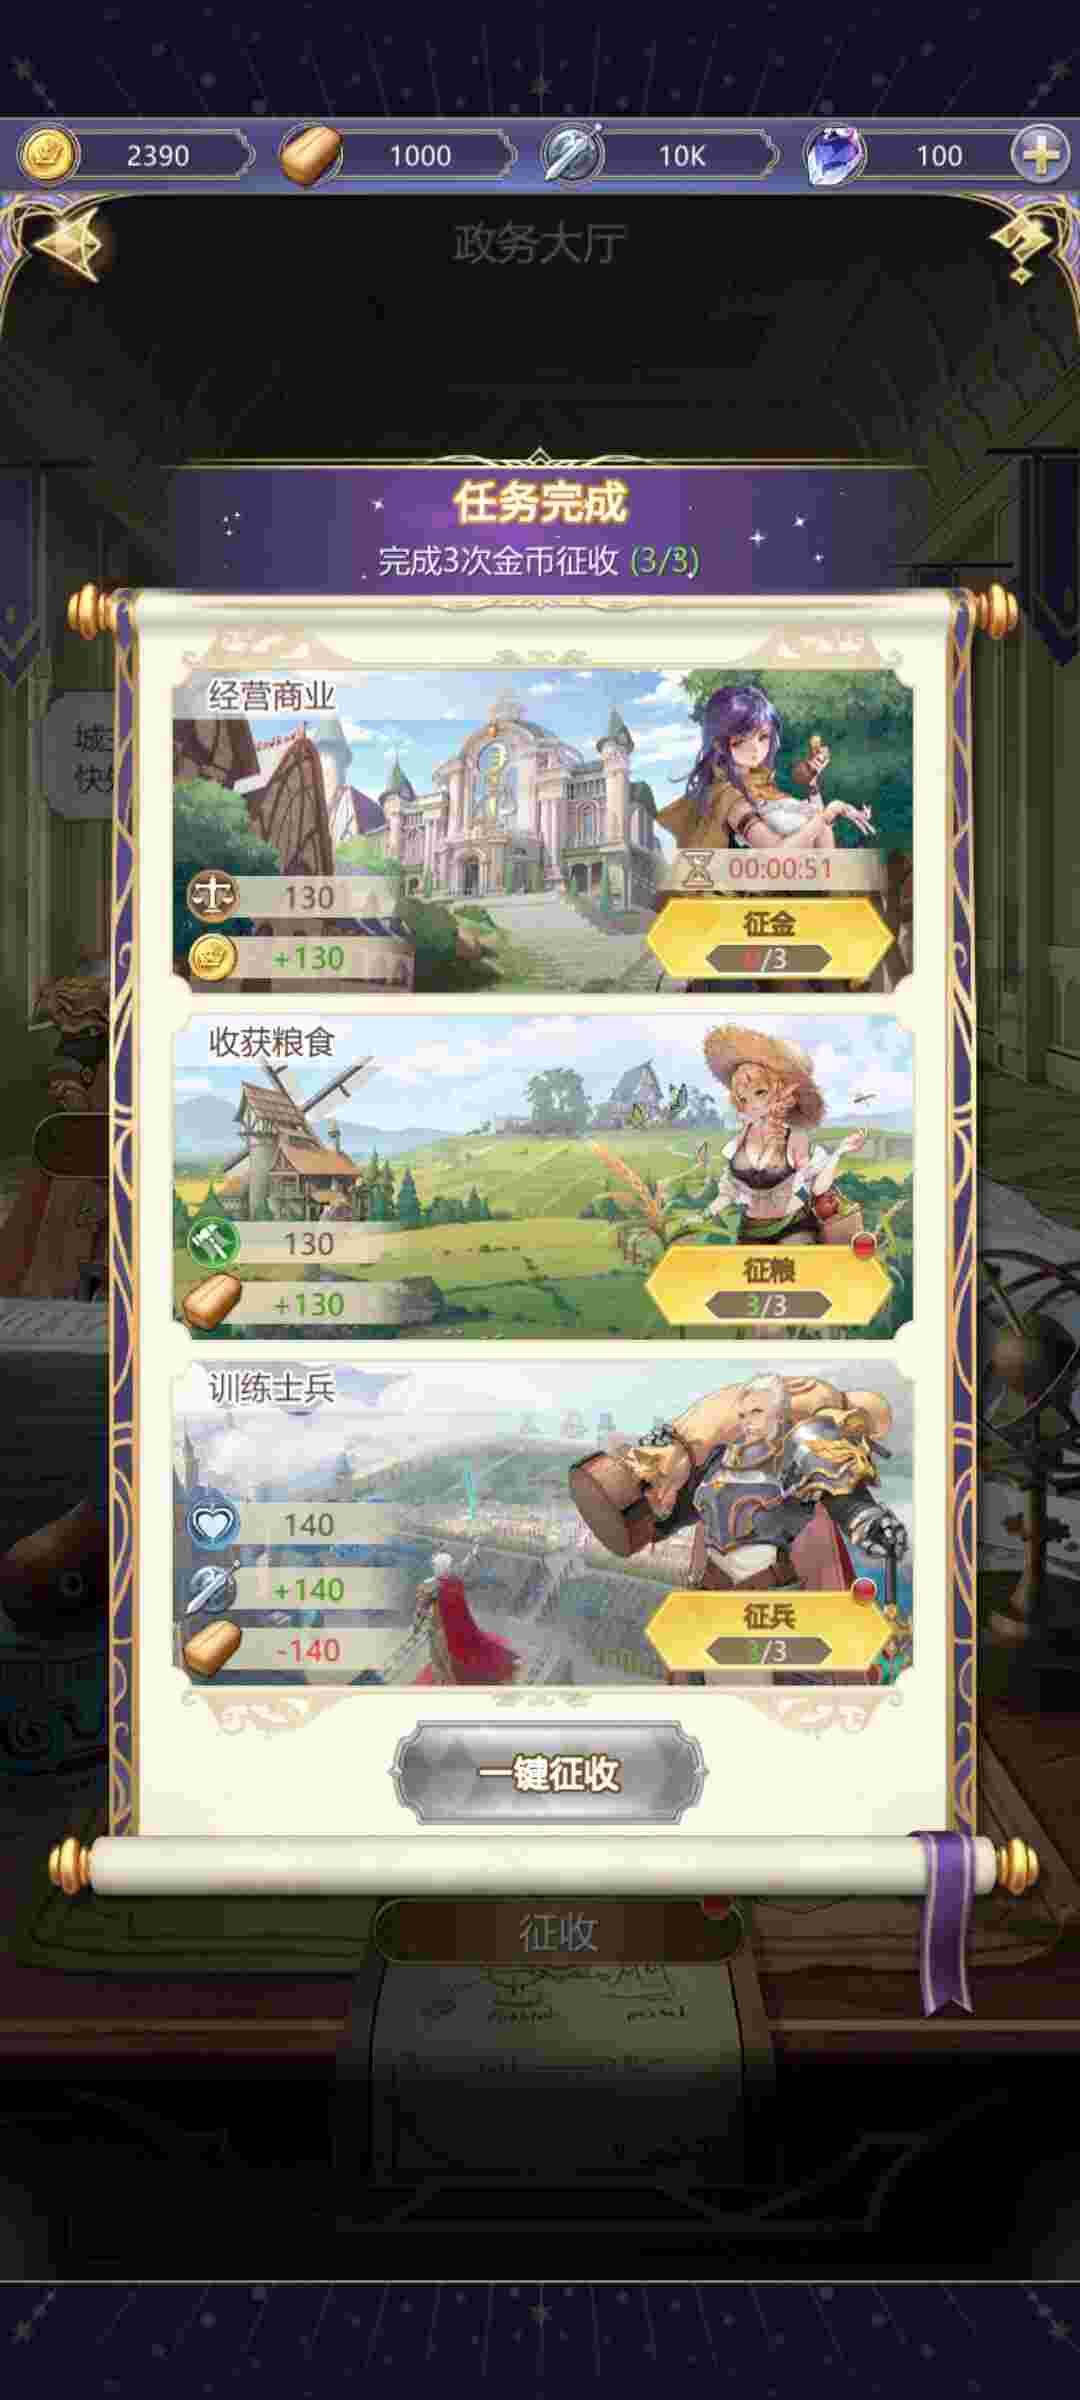 2390
1000
10K
100
政务大厅
任务完成
完成3次金币征收 (3/3)
经营商业
00:00:51
130
征金
+130
0/3
收获粮食
130
征粮
+130
3/3
训练士兵
140
+140
征兵
-140
3/3
一键征收
征收